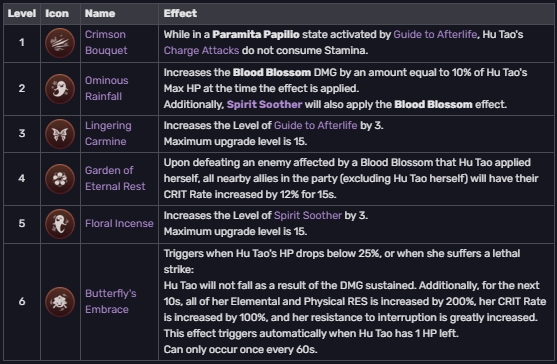 Level Icon Name Effect
1
Crimson
Bouquet
While in a Paramita Papilio state activated by Guide to Afterlife, Hu Tao's
Charge Attacks do not consume Stamina.
2
Ominous
Rainfall
Increases the Blood Blossom DMG by an amount equal to 10% of Hu Tao's
Max HP at the time the effect is applied.
Additionally, Spirit Soother will also apply the Blood Blossom effect.
3
Lingering
Carmine
Increases the Level of Guide to Afterlife by 3.
Maximum upgrade level is 15.
4
Garden of
Eternal Rest
Upon defeating an enemy affected by a Blood Blossom that Hu Tao applied
herself, all nearby allies in the party (excluding Hu Tao herself) will have their
CRIT Rate increased by 12% for 15s.
5
Floral Incense
Increases the Level of Spirit Soother by 3.
Maximum upgrade level is 15.
6
Butterfly's
Embrace
Triggers when Hu Tao's HP drops below 25%, or when she suffers a lethal
strike:
Hu Tao will not fall as a result of the DMG sustained. Additionally, for the next
10s, all of her Elemental and Physical RES is increased by 200%, her CRIT Rate
is increased by 100%, and her resistance to interruption is greatly increased.
This effect triggers automatically when Hu Tao has 1 HP left.
Can only occur once every 60s.